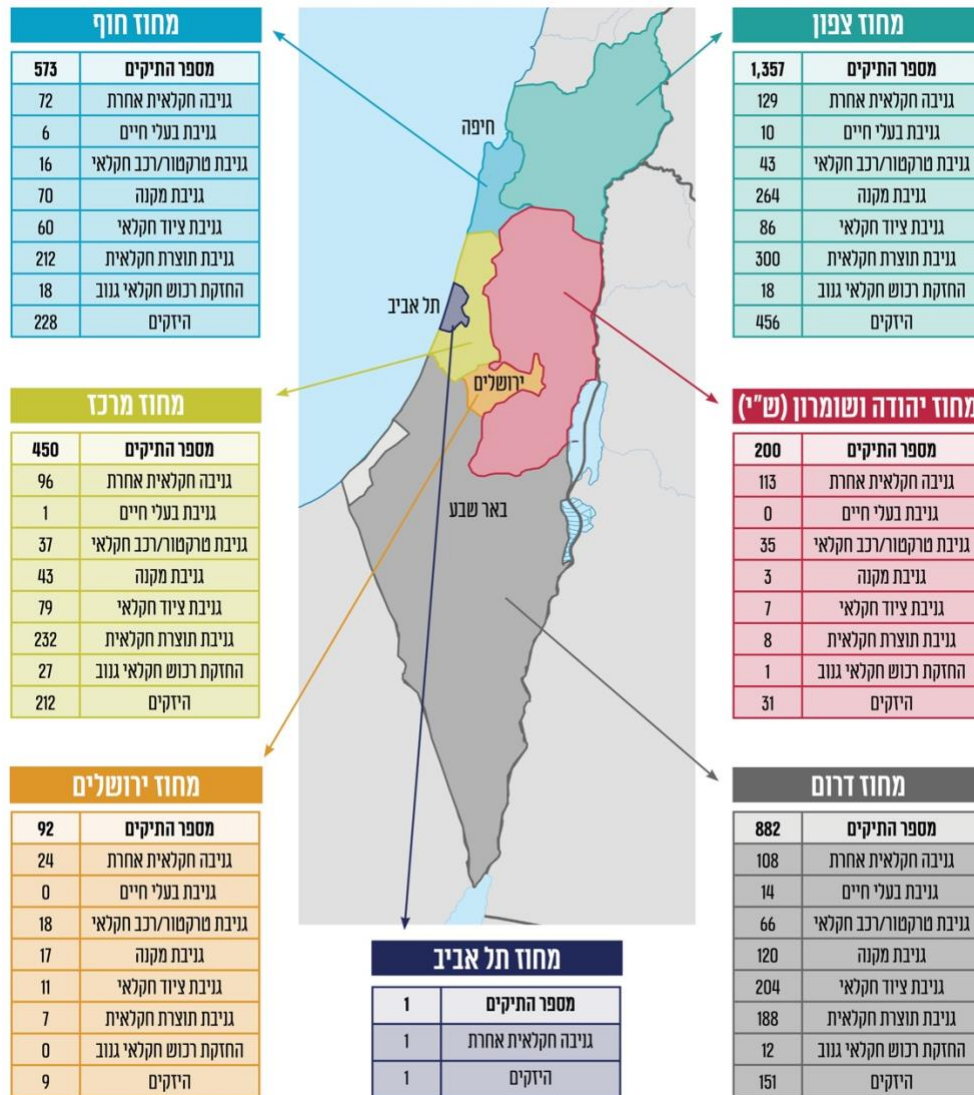 מחוז צפון
מספר התיקים 1,357
גניבה חקלאית אחרת 129
גניבת בעלי חיים 10
גניבת טרקטור/רכב חקלאי 43
גניבת מקנה 264
גניבת ציוד חקלאי 86
גניבת תוצרת חקלאית 300
החזקת רכוש חקלאי גנוב 18
היזקים 456
מחוז חוף
מספר התיקים 573
גניבה חקלאית אחרת 72
גניבת בעלי חיים 6
גניבת טרקטור/רכב חקלאי 16
גניבת מקנה 70
גניבת ציוד חקלאי 60
גניבת תוצרת חקלאית 212
החזקת רכוש חקלאי גנוב 18
היזקים 228
חיפה
תל אביב
ירושלים
באר שבע
מחוז יהודה ושומרון (ש"י)
מספר התיקים 200
גניבה חקלאית אחרת 113
גניבת בעלי חיים 0
גניבת טרקטור/רכב חקלאי 35
גניבת מקנה 3
גניבת ציוד חקלאי 7
גניבת תוצרת חקלאית 8
החזקת רכוש חקלאי גנוב 1
היזקים 31
מחוז מרכז
מספר התיקים 450
גניבה חקלאית אחרת 96
גניבת בעלי חיים 1
גניבת טרקטור/רכב חקלאי 37
גניבת מקנה 43
גניבת ציוד חקלאי 79
גניבת תוצרת חקלאית 232
החזקת רכוש חקלאי גנוב 27
היזקים 212
מחוז דרום
מספר התיקים 882
גניבה חקלאית אחרת 108
גניבת בעלי חיים 14
גניבת טרקטור/רכב חקלאי 66
גניבת מקנה 120
גניבת ציוד חקלאי 204
גניבת תוצרת חקלאית 188
החזקת רכוש חקלאי גנוב 12
היזקים 151
מחוז תל אביב
מספר התיקים 1
גניבה חקלאית אחרת 1
היזקים 1
מחוז ירושלים
מספר התיקים 92
גניבה חקלאית אחרת 24
גניבת בעלי חיים 0
גניבת טרקטור/רכב חקלאי 18
גניבת מקנה 17
גניבת ציוד חקלאי 11
גניבת תוצרת חקלאית 7
החזקת רכוש חקלאי גנוב 0
היזקים 9